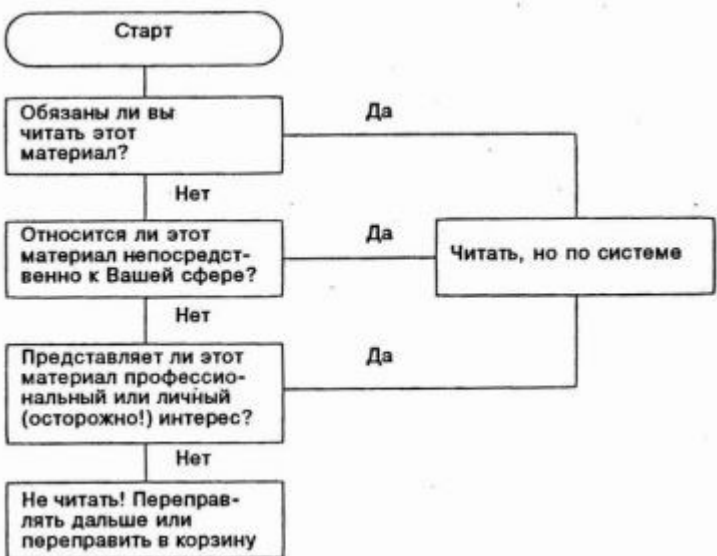 Старт
Обязаны ли вы
читать этот
материал?
Да
Нет
Относится ли этот
материал непосредст-
венно к Вашей сфере?
Да
Читать, но по системе
Нет
Представляет ли этот
материал профессио-
нальный или личный
(осторожно!) интерес?
Да
Нет
Не читать! Переправ-
лять дальше или
переправить в корзину